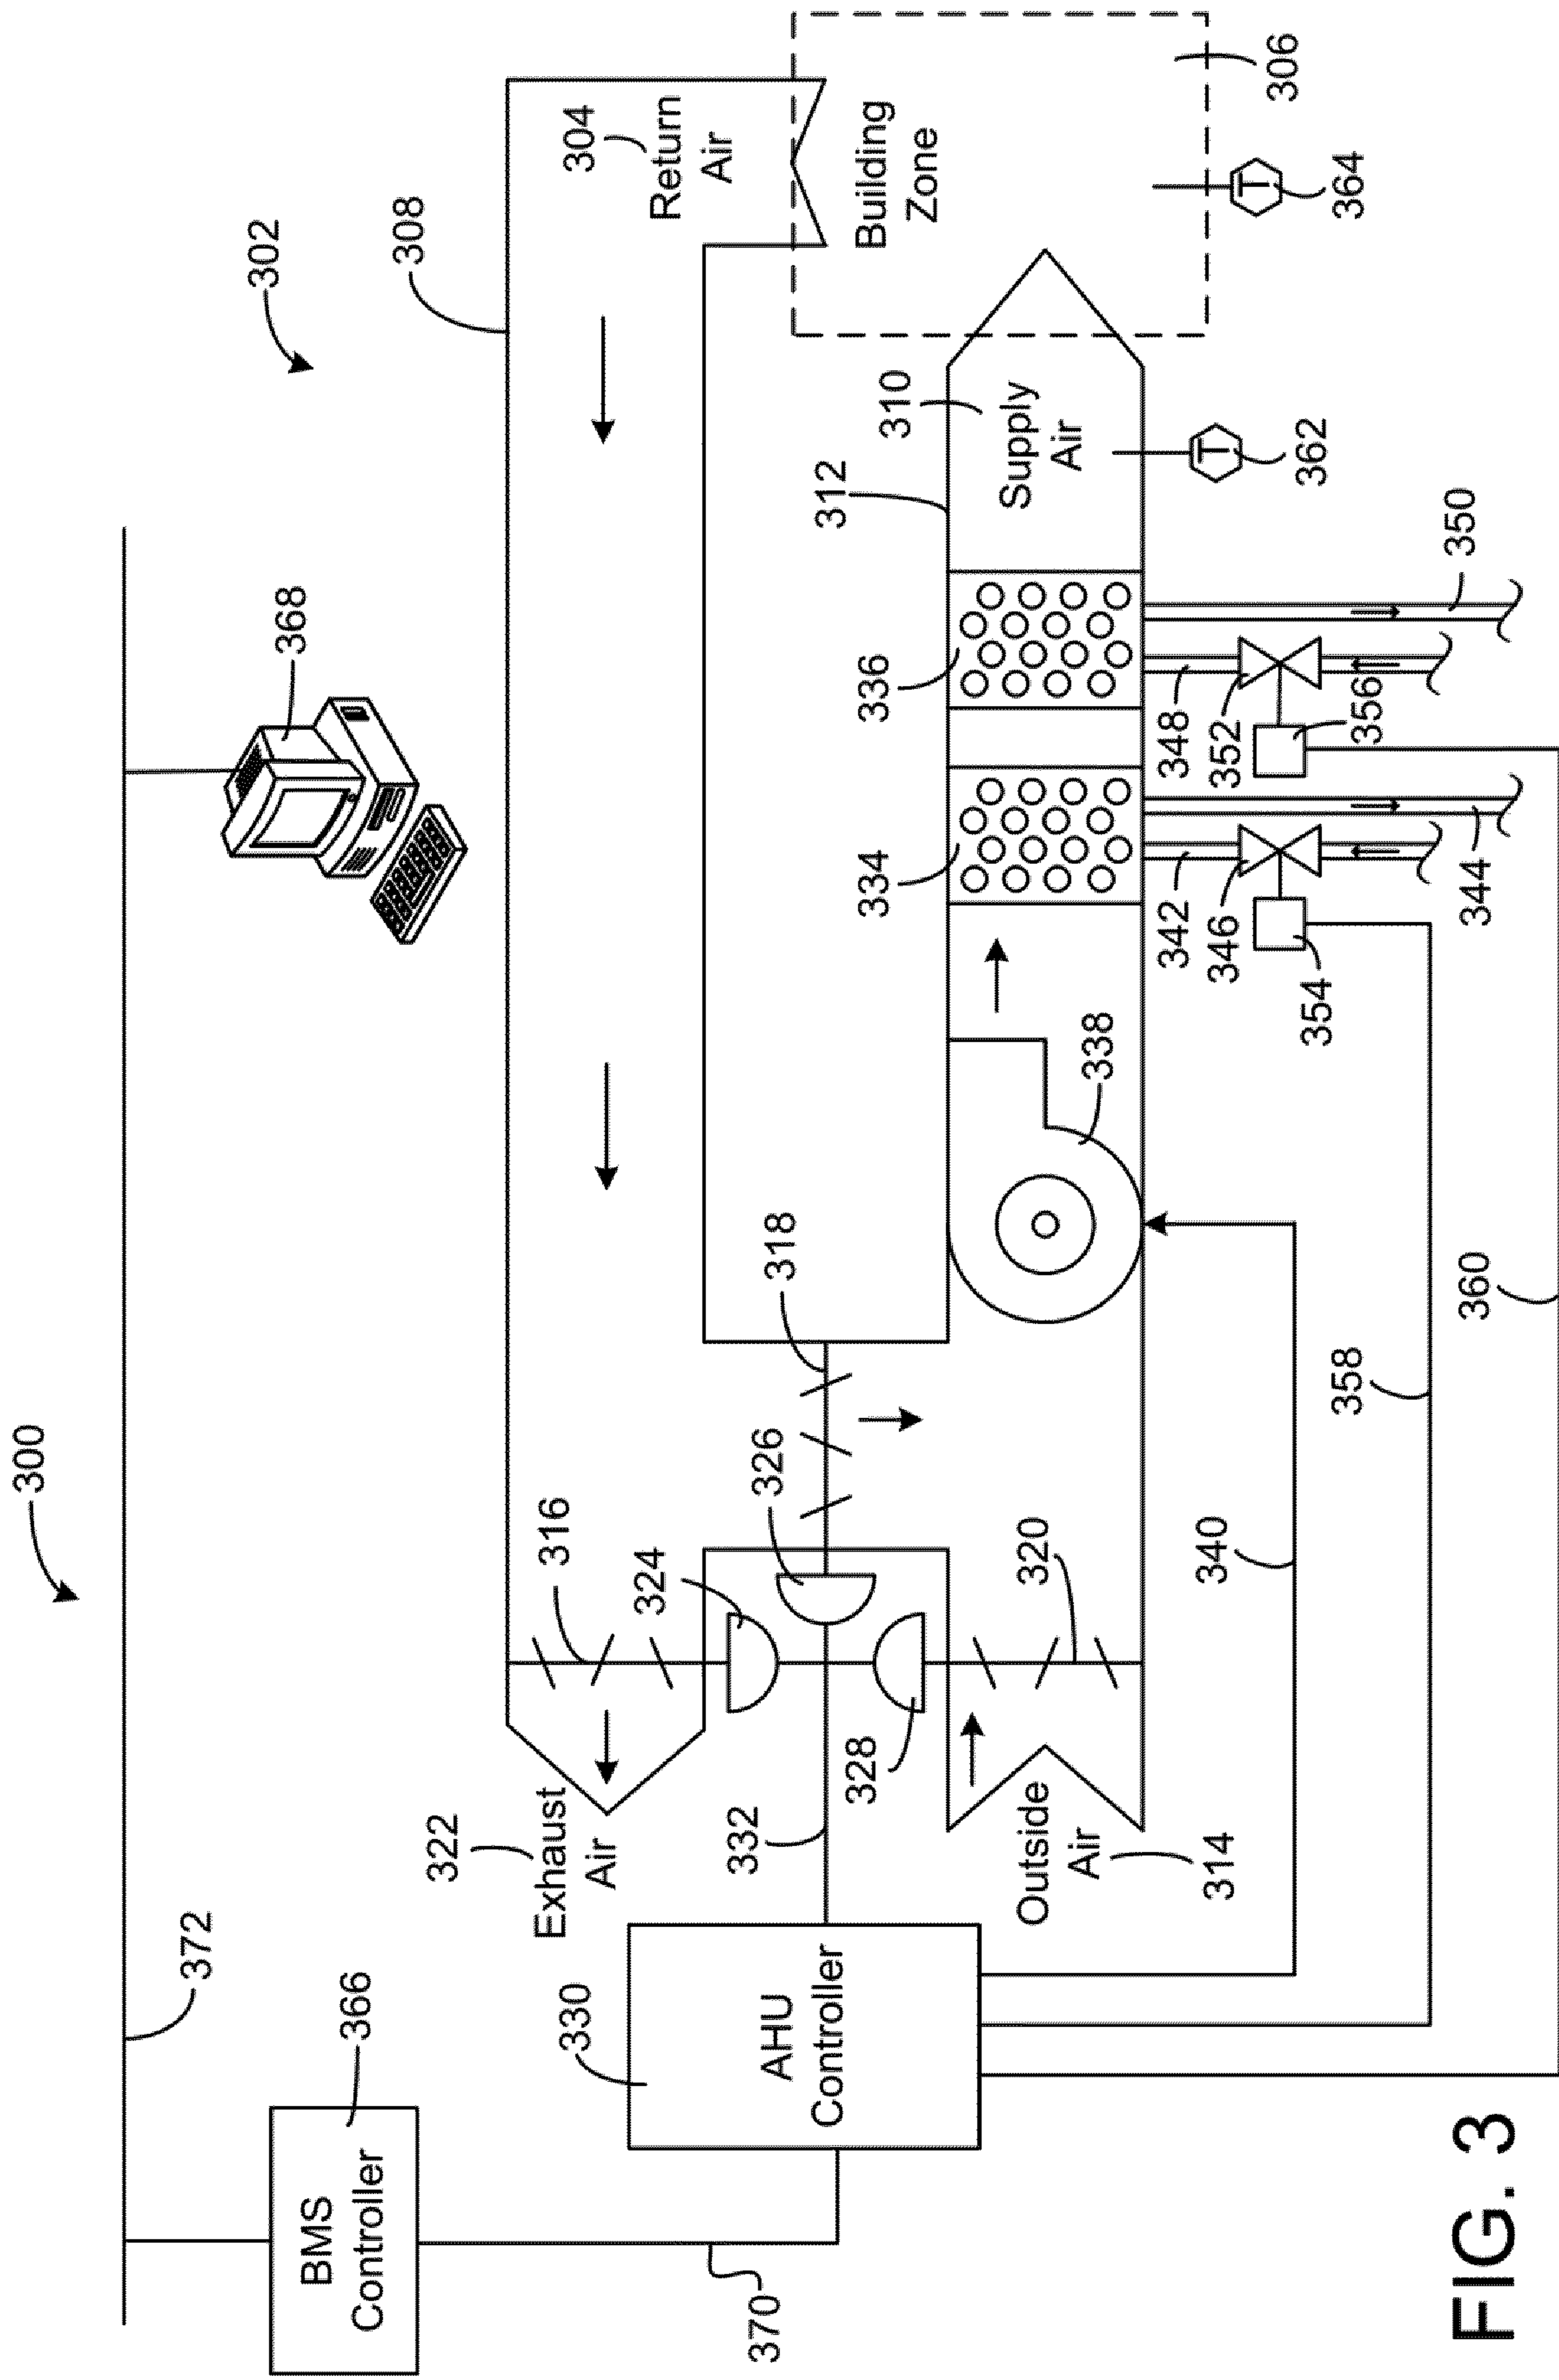 300
372
366
BMS
Controller
370
368
302
308
304
Return
Air
Building
Zone
306
364
322
Exhaust
Air
316
324
326
318
328
332
330
AHU
Controller
Outside
Air
314
320
338
334
336
312
310
Supply
Air
362
342
346
354
344
348
352
356
350
340
358
360
FIG. 3
T
T